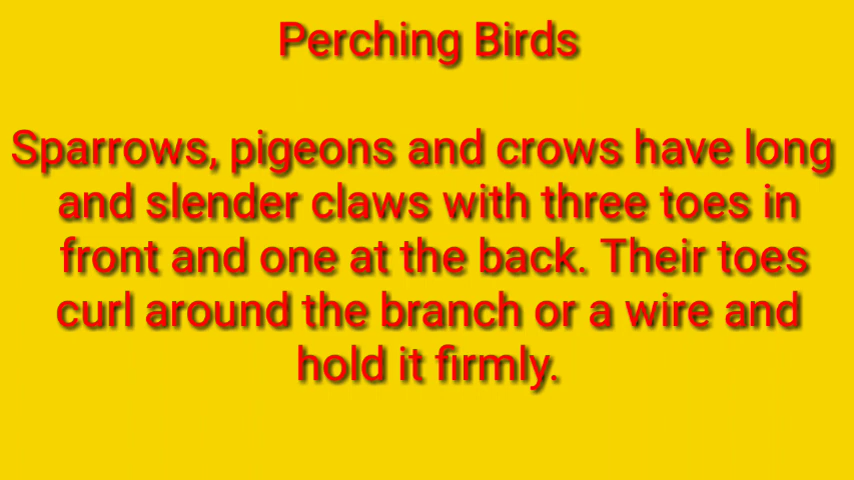 Perching Birds
Sparrows, pigeons and crows have long
and slender claws with three toes in
front and one at the back. Their toes
curl around the branch or a wire and
hold it firmly.